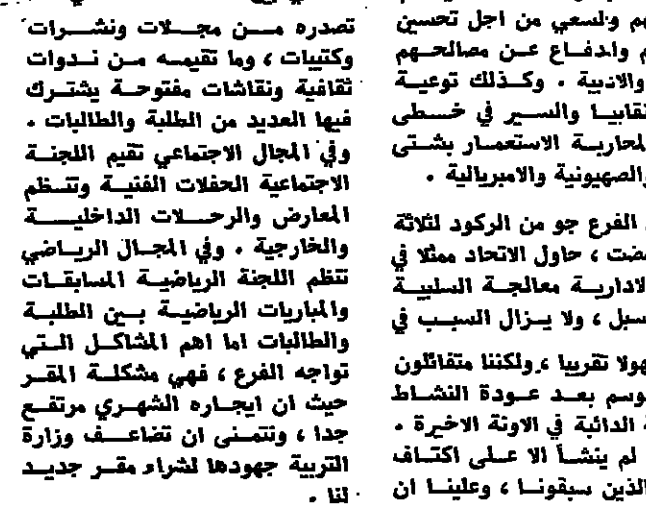 هم والسعي من اجل تحسين
والدفاع عن مصالحهم
والادبية . وكذلك توعية
نقابيا والسير في خطى
لمحاربة الاستعمار بشتى
والصهيونية والامبريالية .
الفرع جو من الركود لثلاثة
حاول الاتحاد ممثلا في
لادارية معالجة السلبية
سبل ، ولا يزال السبب في
هولا تقريبا ، ولكننا متفائلون
وسم بعد عودة النشاط
الدائبة في الاونة الاخيرة .
لم ينشأ الا على اكتاف
الذين سبقونا ، وعلينا ان
تصدره من مجلات ونشرات
وكتيبات ، وما تقيمه من ندوات
ثقافية ونقاشات مفتوحة يشترك
فيها العديد من الطلبة والطالبات .
وفي المجال الاجتماعي تقيم اللجنة
الاجتماعية الحفلات الفنية وتنظم
المعارض والرحلات الداخلية
والخارجية . وفي المجال الرياضي
تنظم اللجنة الرياضية المسابقات
والمباريات الرياضية بين الطلبة
والطالبات اما اهم المشاكل التي
تواجه الفرع ، فهي مشكلة المقر
حيث ان ايجاره الشهري مرتفع
جدا ، ونتمنى ان تضاعف وزارة
التربية جهودها لشراء مقر جديد
لنا .